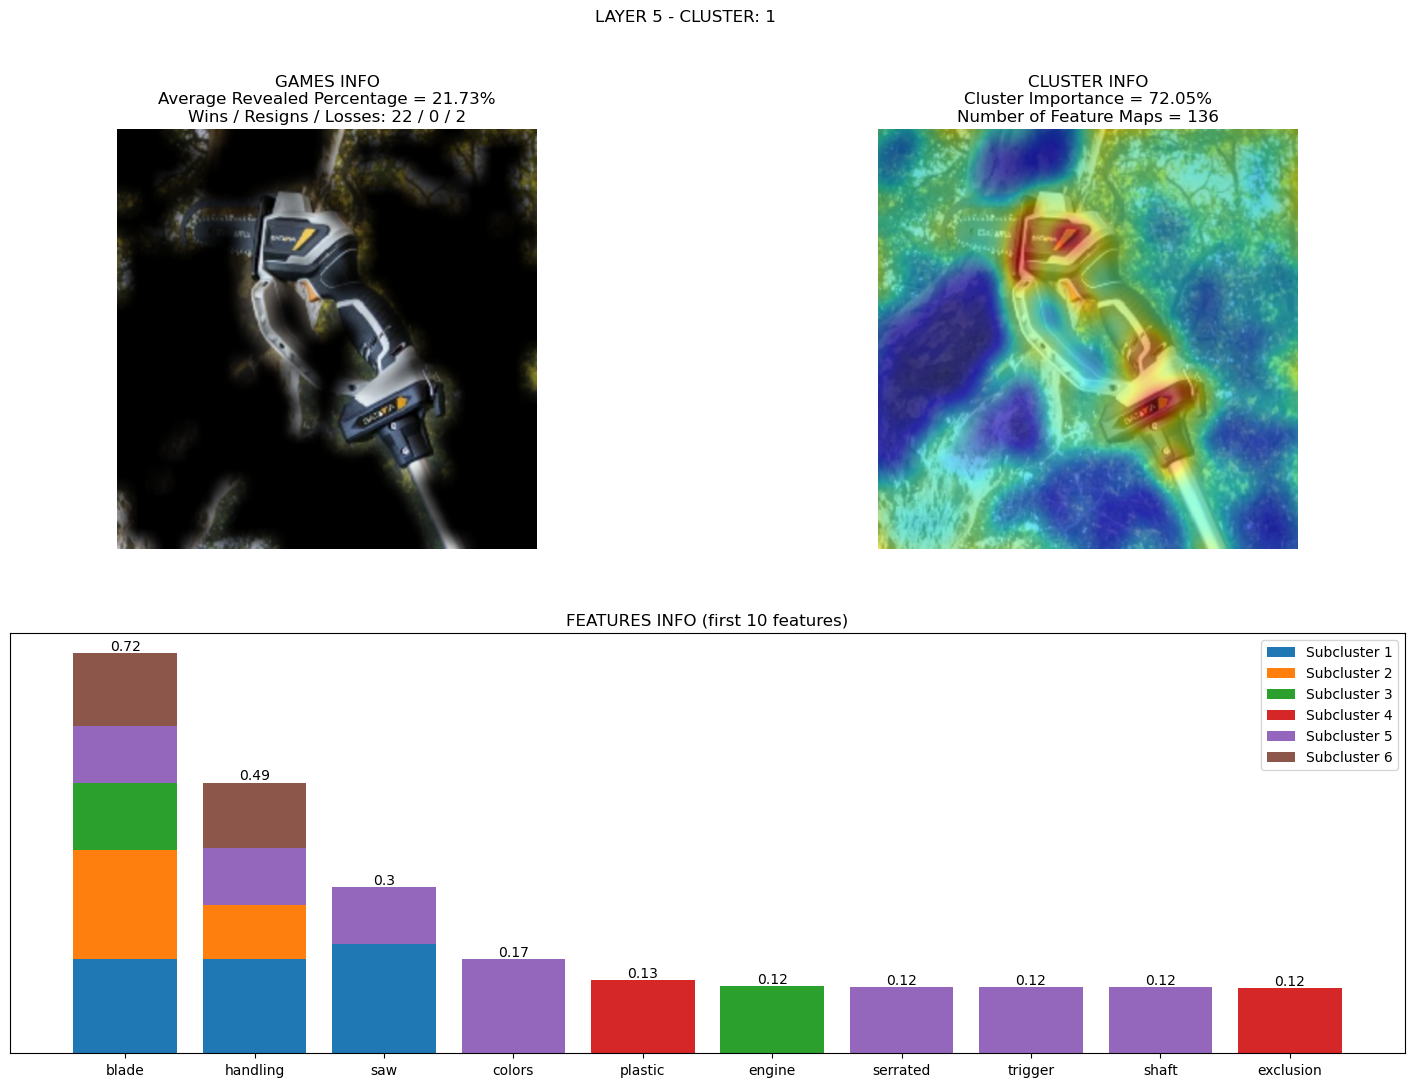 LAYER 5 - CLUSTER: 1
GAMES INFO
Average Revealed Percentage = 21.73%
Wins / Resigns / Losses: 22 / 0 / 2
CLUSTER INFO
Cluster Importance = 72.05%
Number of Feature Maps = 136
FEATURES INFO (first 10 features)
0.72
0.49
0.3
0.17
0.13
0.12
0.12
0.12
0.12
0.12
Subcluster 1
Subcluster 2
Subcluster 3
Subcluster 4
Subcluster 5
Subcluster 6
blade
handling
saw
colors
plastic
engine
serrated
trigger
shaft
exclusion